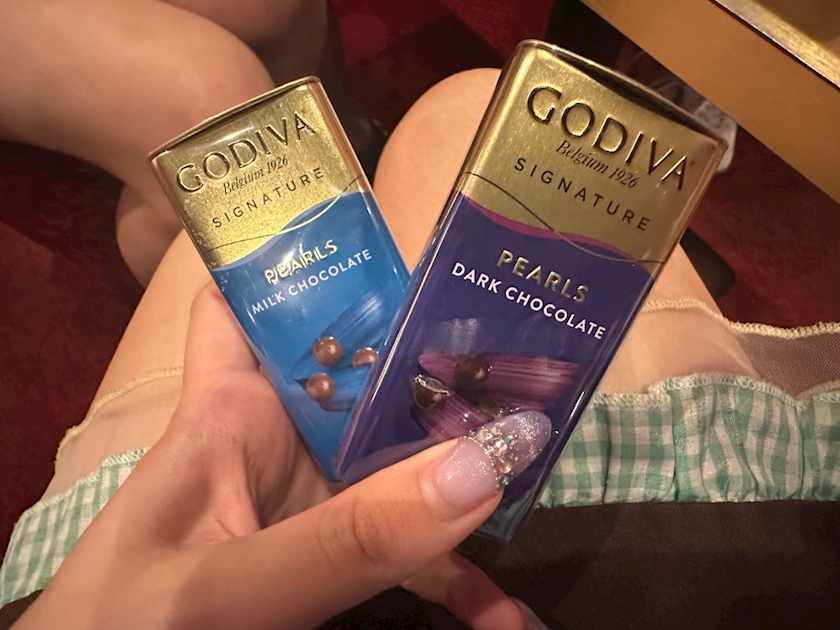 GODIVA
Belgium 1926
SIGNATURE
PEARLS
MILK CHOCOLATE
GODIVA
Belgium 1926
SIGNATURE
PEARLS
DARK CHOCOLATE